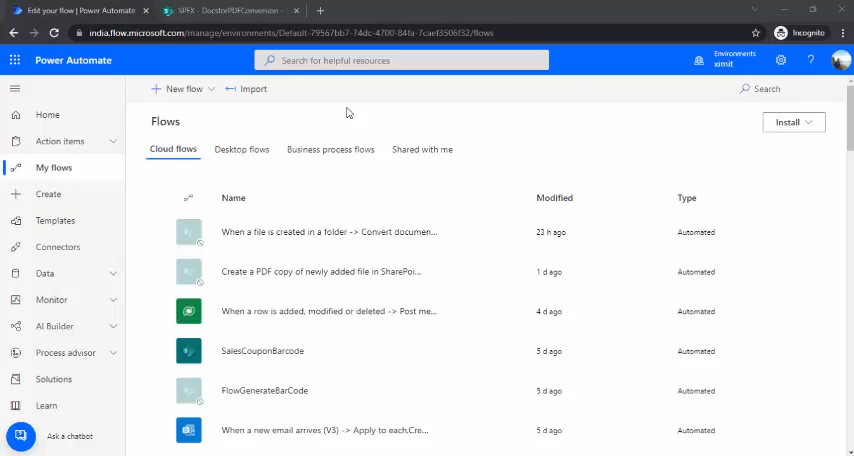 Edit your flow | Power Automate
SPFX - DocstorPDFConversion -
india.flow.microsoft.com/manage/environments/Default-79567bb7-74dc-4700-84fa-7caef3506f32/flows
Incognito
Power Automate
Search for helpful resources
Environments
ximit
New flow
Import
Search
Flows
Install
Cloud flows
Desktop flows
Business process flows
Shared with me
Name
Modified
Type
When a file is created in a folder -> Convert documen...
23 h ago
Automated
Create a PDF copy of newly added file in SharePoi...
1 d ago
Automated
When a row is added, modified or deleted -> Post me...
4 d ago
Automated
SalesCouponBarcode
5 d ago
Automated
FlowGenerateBarCode
5 d ago
Automated
When a new email arrives (V3) -> Apply to each,Cre...
5 d ago
Automated
Home
Action items
My flows
Create
Templates
Connectors
Data
Monitor
AI Builder
Process advisor
Solutions
Learn
Ask a chatbot